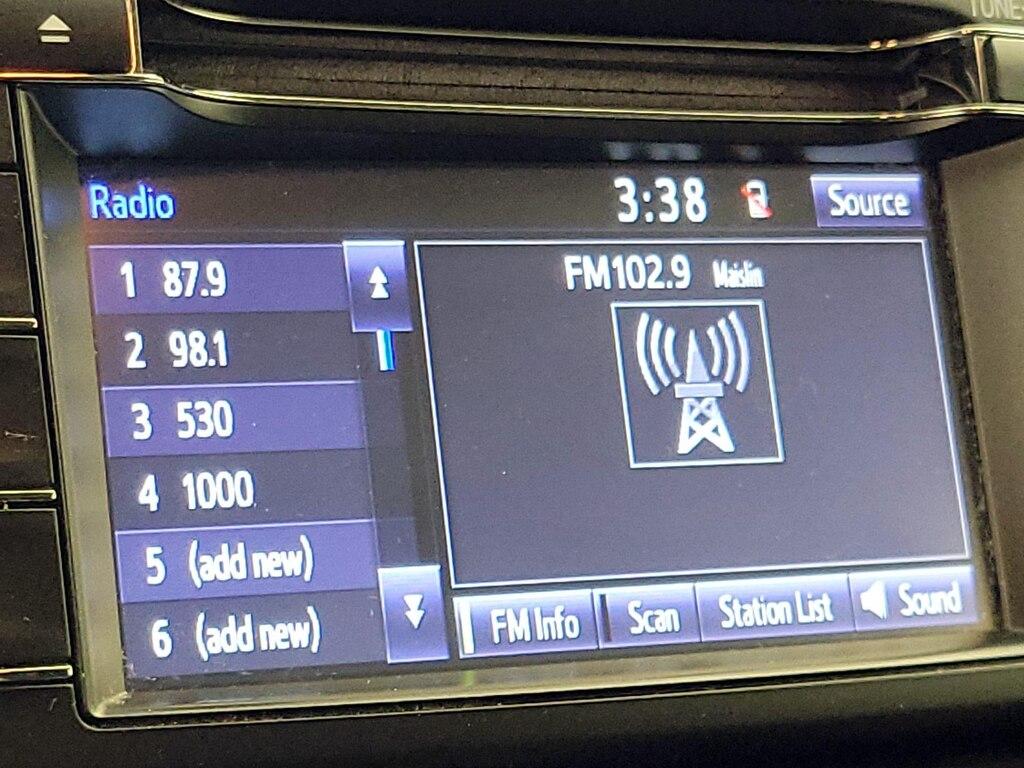 TUNE
Radio
3:38
Source
1 87.9
2 98.1
3 530
4 1000
5 (add new)
6 (add new)
FM102.9 Maislin
FM Info
Scan
Station List
Sound